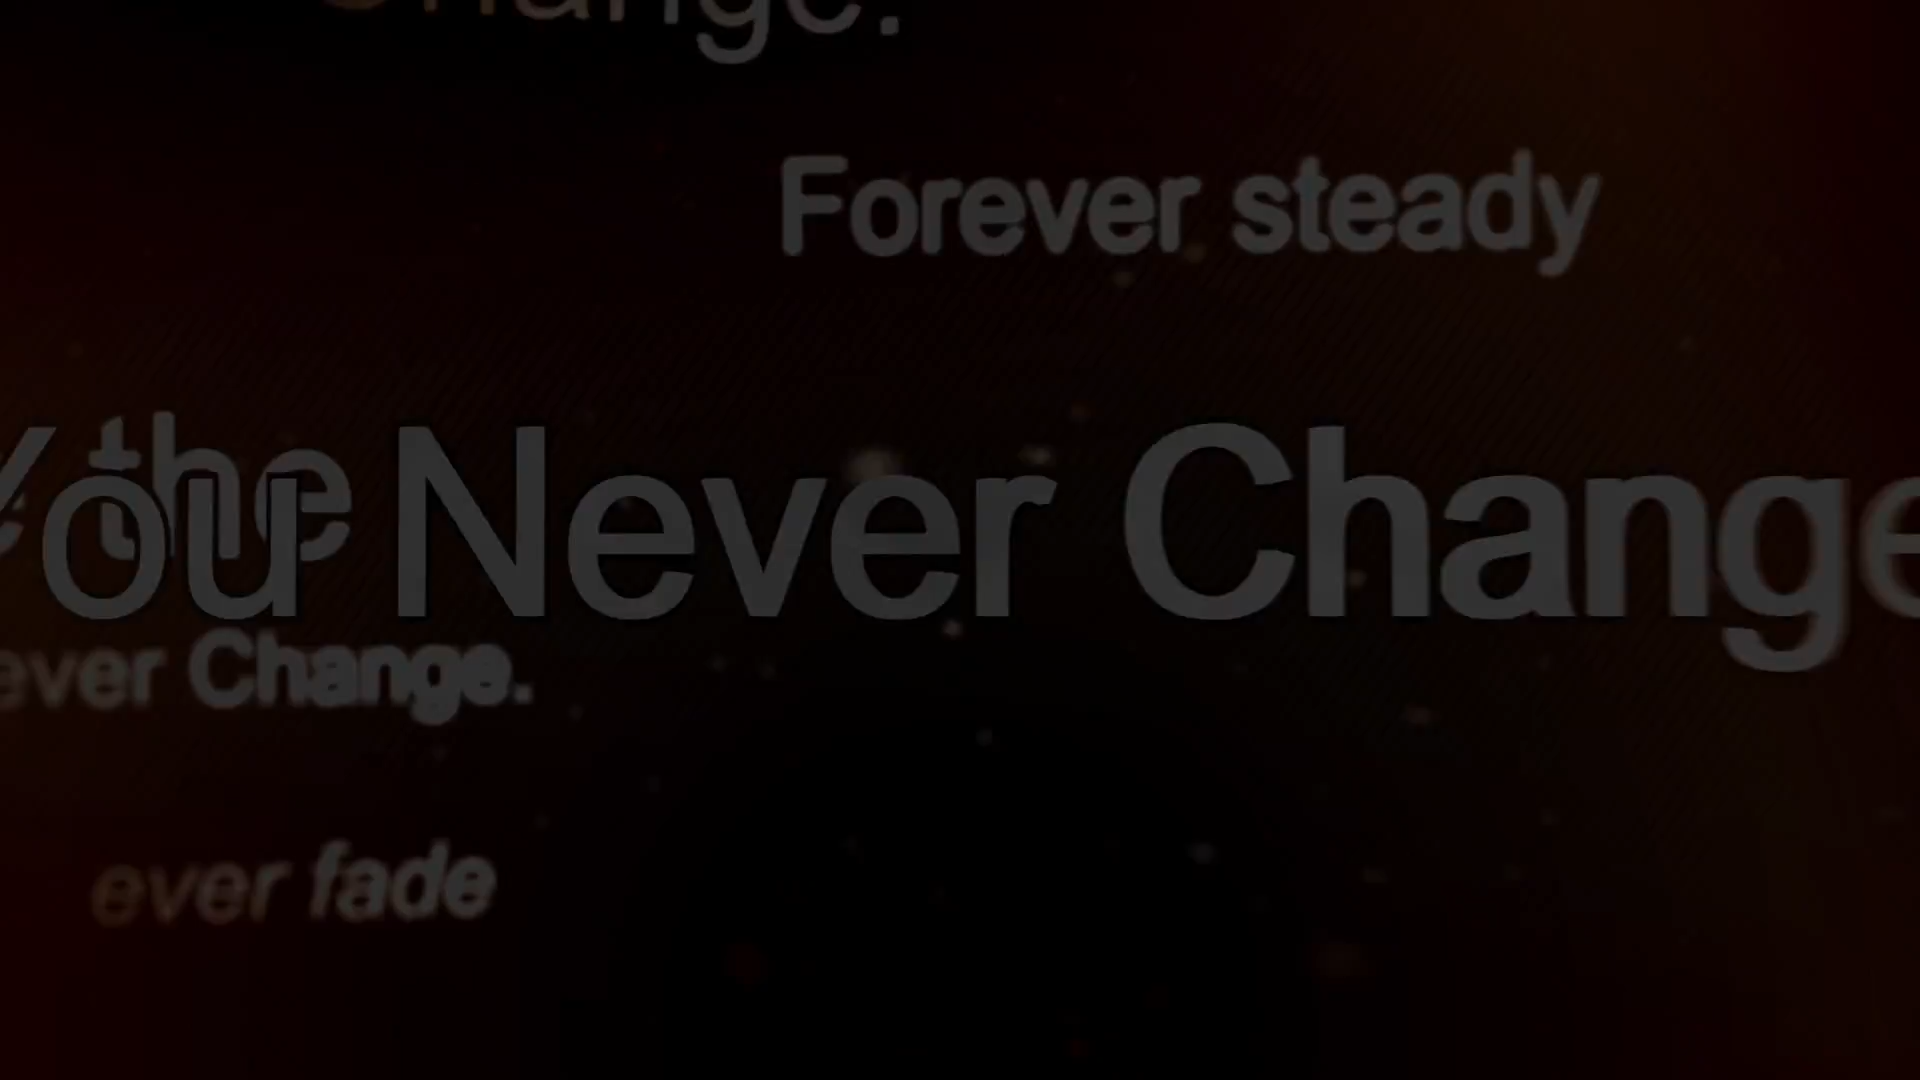 Change.
Forever steady
the
You Never Change
ever Change.
ever fade